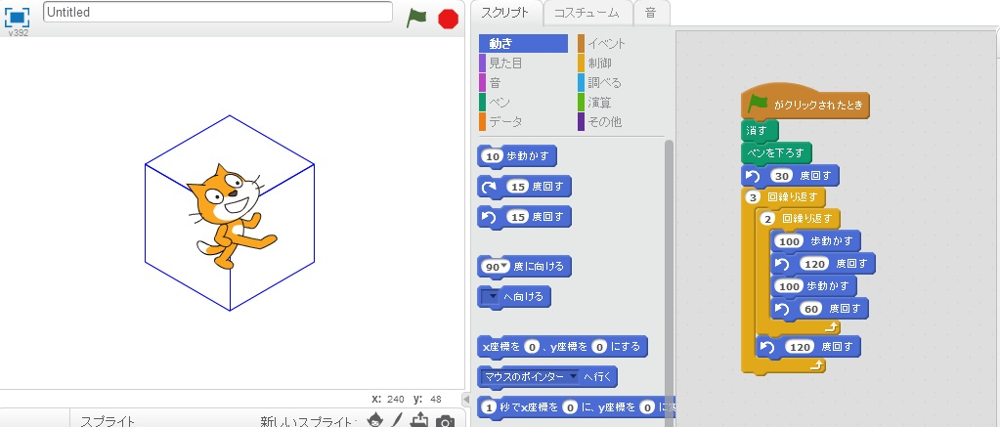 Untitled
v392
x: 240 y: 48
スプライト 新しいスプライト:
スクリプト コスチューム 音
動き イベント
見た目 制御
音 調べる
ペン 演算
データ その他
10 歩動かす
15 度回す
15 度回す
90 度に向ける
へ向ける
x座標を 0 、y座標を 0 にする
マウスのポインター へ行く
1 秒でx座標を 0 に、y座標を 0 に
がクリックされたとき
消す
ペンを下ろす
30 度回す
3 回繰り返す
2 回繰り返す
100 歩動かす
120 度回す
100 歩動かす
60 度回す
120 度回す